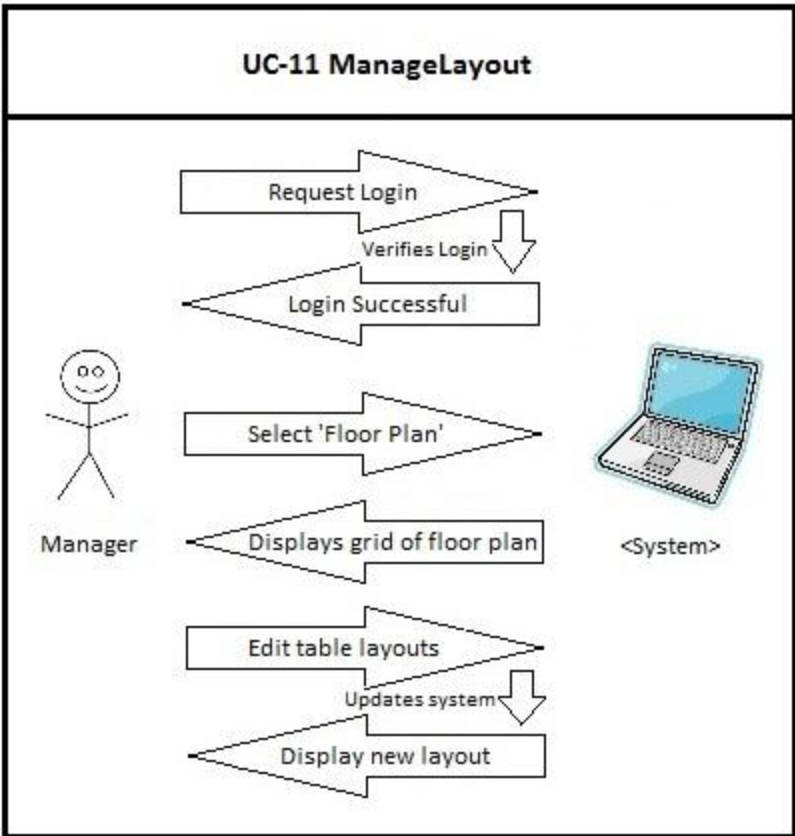 UC-11 ManageLayout
Request Login
Verifies Login
Login Successful
Select 'Floor Plan'
Manager
Displays grid of floor plan
<System>
Edit table layouts
Updates system
Display new layout